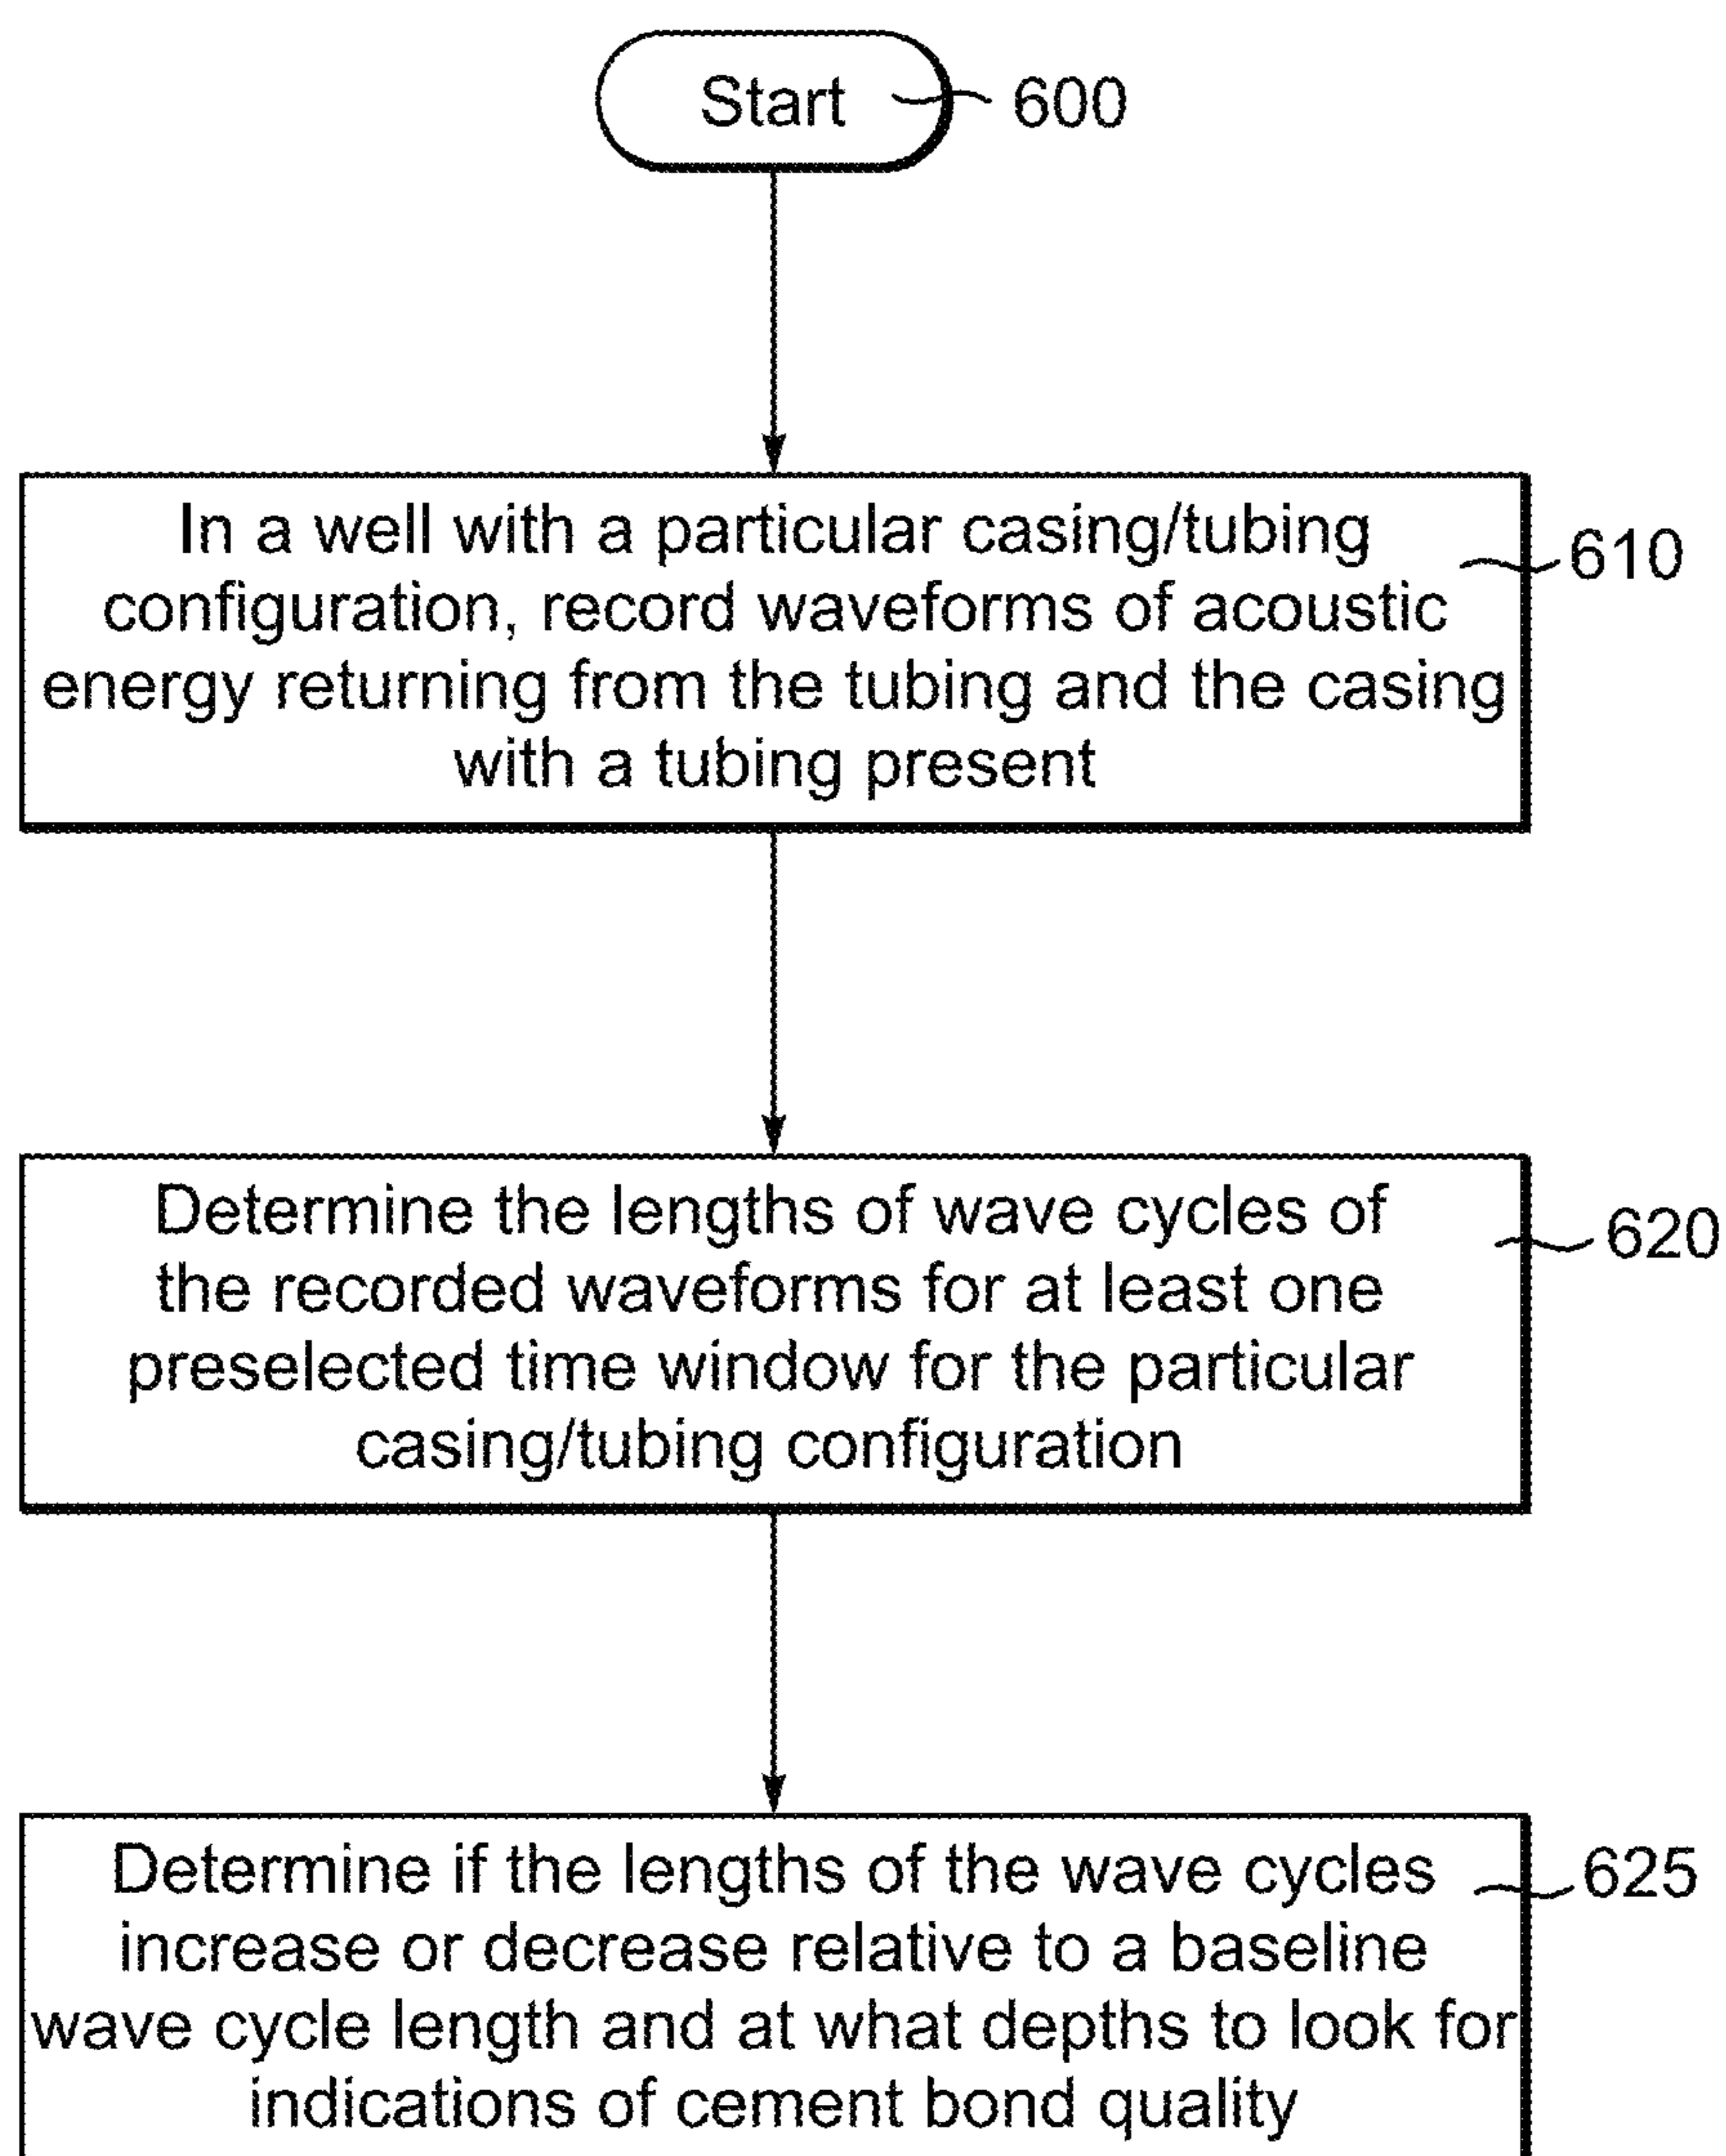 Start 600
In a well with a particular casing/tubing 610
configuration, record waveforms of acoustic
energy returning from the tubing and the casing
with a tubing present
Determine the lengths of wave cycles of 620
the recorded waveforms for at least one
preselected time window for the particular
casing/tubing configuration
Determine if the lengths of the wave cycles 625
increase or decrease relative to a baseline
wave cycle length and at what depths to look for
indications of cement bond quality